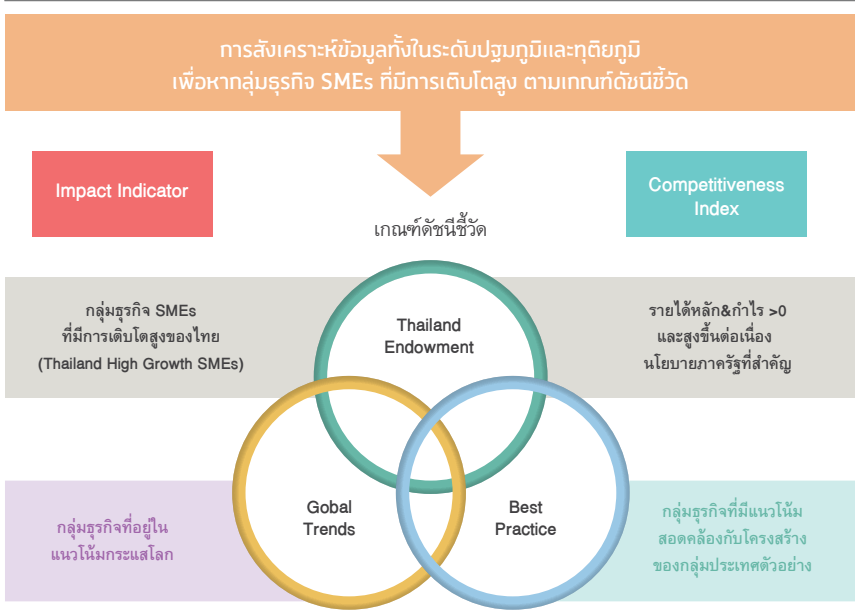 การสังเคราะห์ข้อมูลทั้งในระดับปฐมภูมิและทุติยภูมิ
เพื่อหากลุ่มธุรกิจ SMEs ที่มีการเติบโตสูง ตามเกณฑ์ดัชนีชี้วัด
Impact Indicator
Competitiveness
Index
เกณฑ์ดัชนีชี้วัด
กลุ่มธุรกิจ SMEs
ที่มีการเติบโตสูงของไทย
(Thailand High Growth SMEs)
Thailand
Endowment
รายได้หลัก&กำไร >0
และสูงขึ้นต่อเนื่อง
นโยบายภาครัฐที่สำคัญ
กลุ่มธุรกิจที่อยู่ใน
แนวโน้มกระแสโลก
Gobal
Trends
Best
Practice
กลุ่มธุรกิจที่มีแนวโน้ม
สอดคล้องกับโครงสร้าง
ของกลุ่มประเทศตัวอย่าง